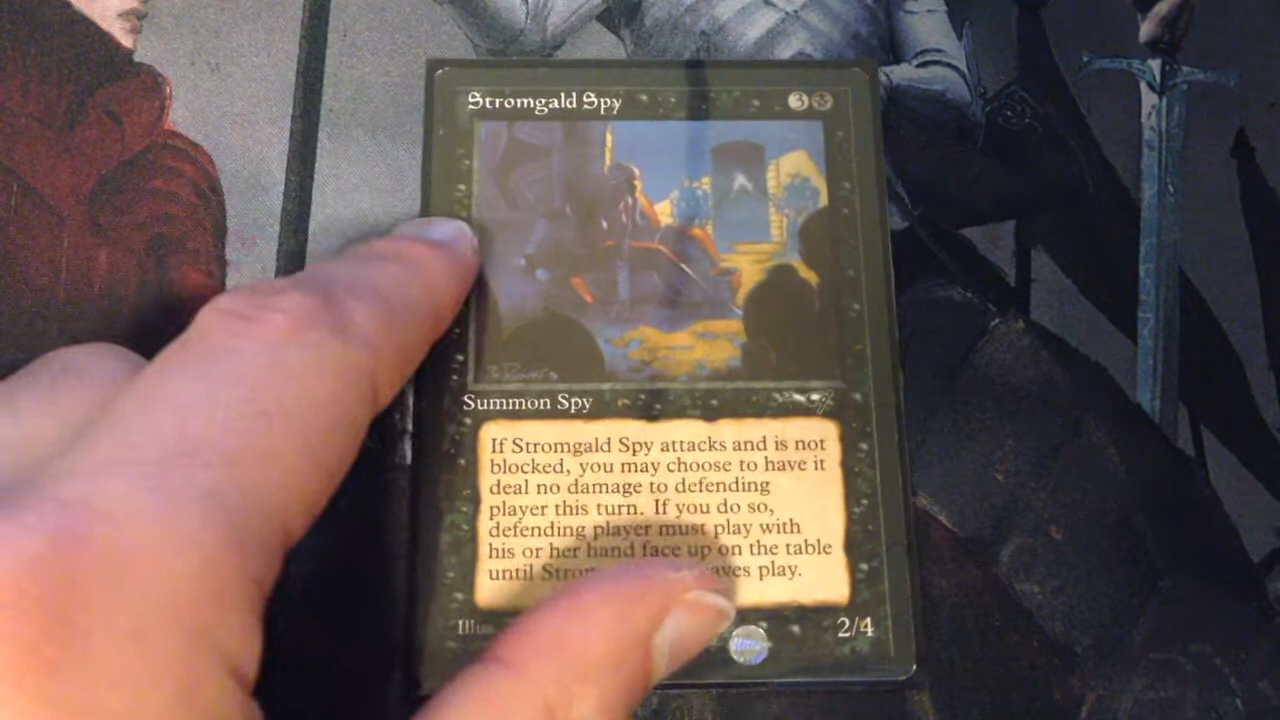 Stromgald Spy
3
Summon Spy
If Stromgald Spy attacks and is not
blocked, you may choose to have it
deal no damage to defending
player this turn. If you do so,
defending player must play with
his or her hand face up on the table
until play.
2/4